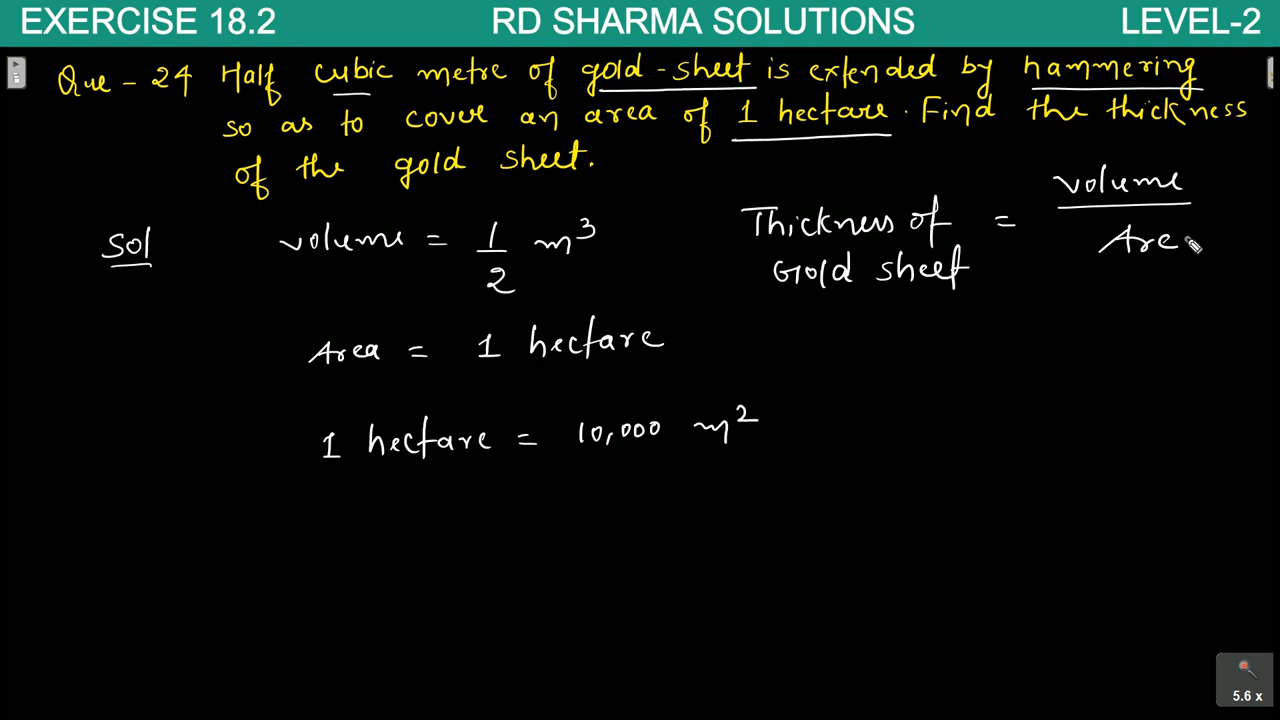 EXERCISE 18.2 RD SHARMA SOLUTIONS LEVEL-2
Que - 24 Half cubic metre of gold-sheet is extended by hammering
so as to cover an area of 1 hectare. Find the thickness
of the gold sheet.
Sol volume = 1/2 m³
Thickness of Gold sheet = volume / Are
Area = 1 hectare
1 hectare = 10,000 m²
5.6 x